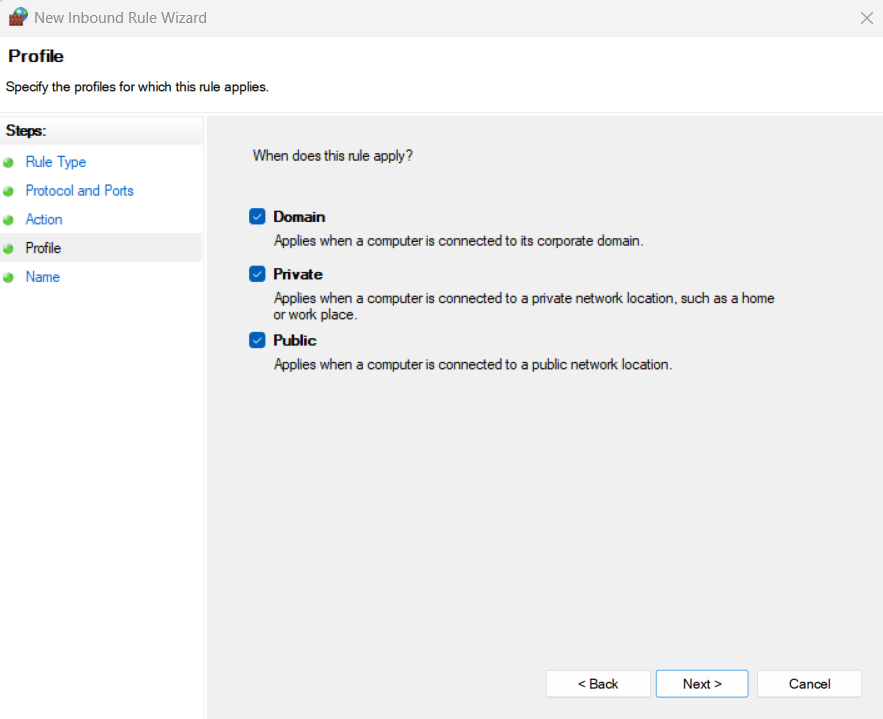 New Inbound Rule Wizard
Profile
Specify the profiles for which this rule applies.
Steps:
Rule Type
Protocol and Ports
Action
Profile
Name
When does this rule apply?
Domain
Applies when a computer is connected to its corporate domain.
Private
Applies when a computer is connected to a private network location, such as a home
or work place.
Public
Applies when a computer is connected to a public network location.
< Back
Next >
Cancel